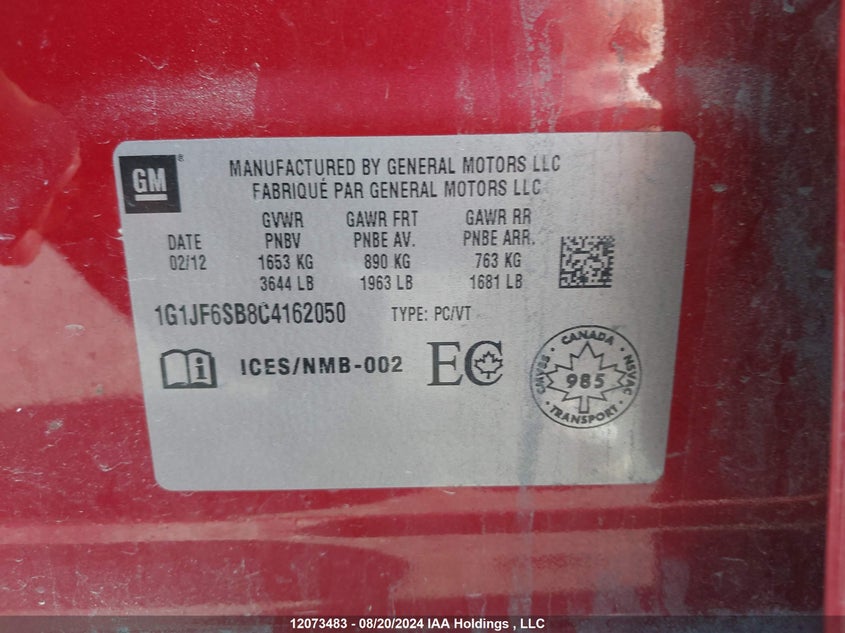 GM®
MANUFACTURED BY GENERAL MOTORS LLC
FABRIQUÉ PAR GENERAL MOTORS LLC
GVWR GAWR FRT GAWR RR
DATE PNBV PNBE AV. PNBE ARR.
02/12 1653 KG 890 KG 763 KG
3644 LB 1963 LB 1681 LB
1G1JF6SB8C4162050 TYPE: PC/VT
i ICES/NMB-002 EC
CANADA
CMVSS 985 NSVAC
TRANSPORT
12073483 - 08/20/2024 IAA Holdings , LLC